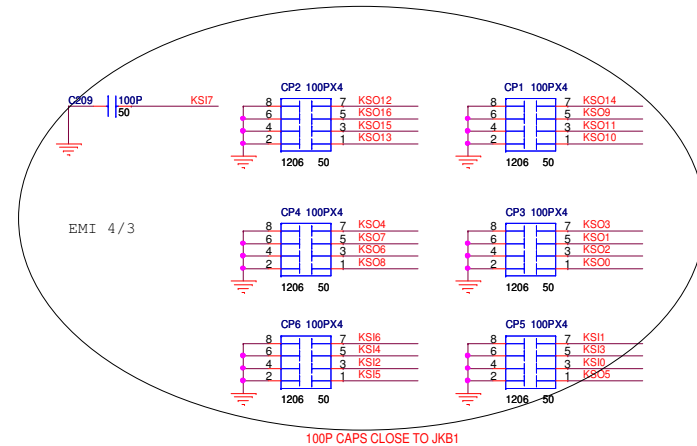 CP2 100PX4
CP1 100PX4
C209 100P KSI7
50
8 7 KSO12
6 5 KSO16
4 3 KSO15
2 1 KSO13
1206 50
8 7 KSO14
6 5 KSO9
4 3 KSO11
2 1 KSO10
1206 50
EMI 4/3
CP4 100PX4
8 7 KSO4
6 5 KSO7
4 3 KSO6
2 1 KSO8
1206 50
CP3 100PX4
8 7 KSO3
6 5 KSO1
4 3 KSO2
2 1 KSO0
1206 50
CP6 100PX4
8 7 KSI6
6 5 KSI4
4 3 KSI2
2 1 KSI5
1206 50
CP5 100PX4
8 7 KSI1
6 5 KSI3
4 3 KSI0
2 1 KSO5
1206 50
100P CAPS CLOSE TO JKB1